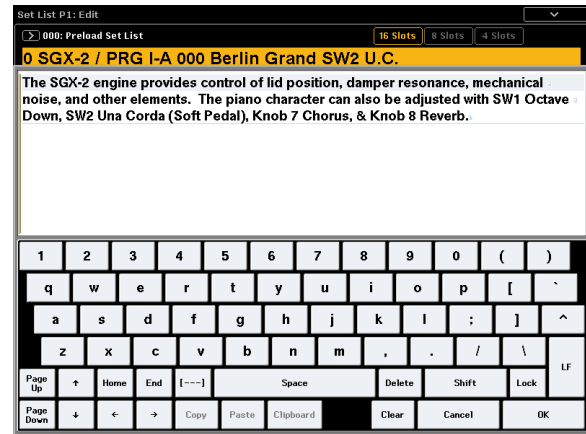 Set List P1: Edit
000: Preload Set List
16 Slots 8 Slots 4 Slots
0 SGX-2 / PRG I-A 000 Berlin Grand SW2 U.C.
The SGX-2 engine provides control of lid position, damper resonance, mechanical
noise, and other elements. The piano character can also be adjusted with SW1 Octave
Down, SW2 Una Corda (Soft Pedal), Knob 7 Chorus, & Knob 8 Reverb.
1 2 3 4 5 6 7 8 9 0 ( )
q w e r t y u i o p [ `
a s d f g h j k l ; ] ^
z x c v b n m , . / \ LF
Page Up ↑ Home End [---] Space Delete Shift Lock
Page Down ↓ ← → Copy Paste Clipboard Clear Cancel OK